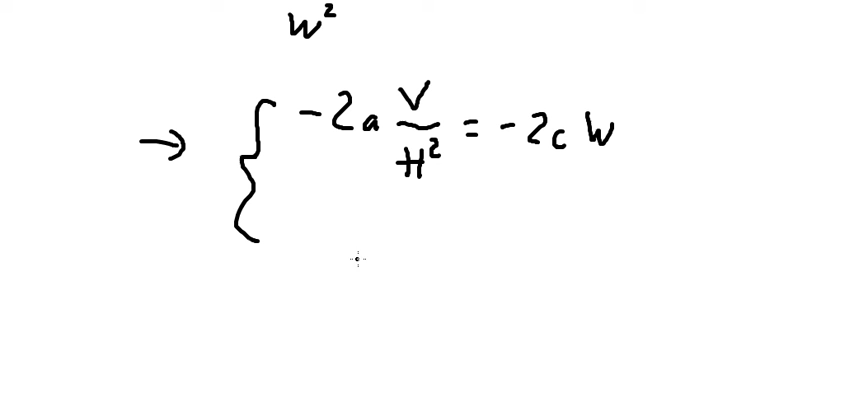 W²
→ { -2a V/H² = -2c W